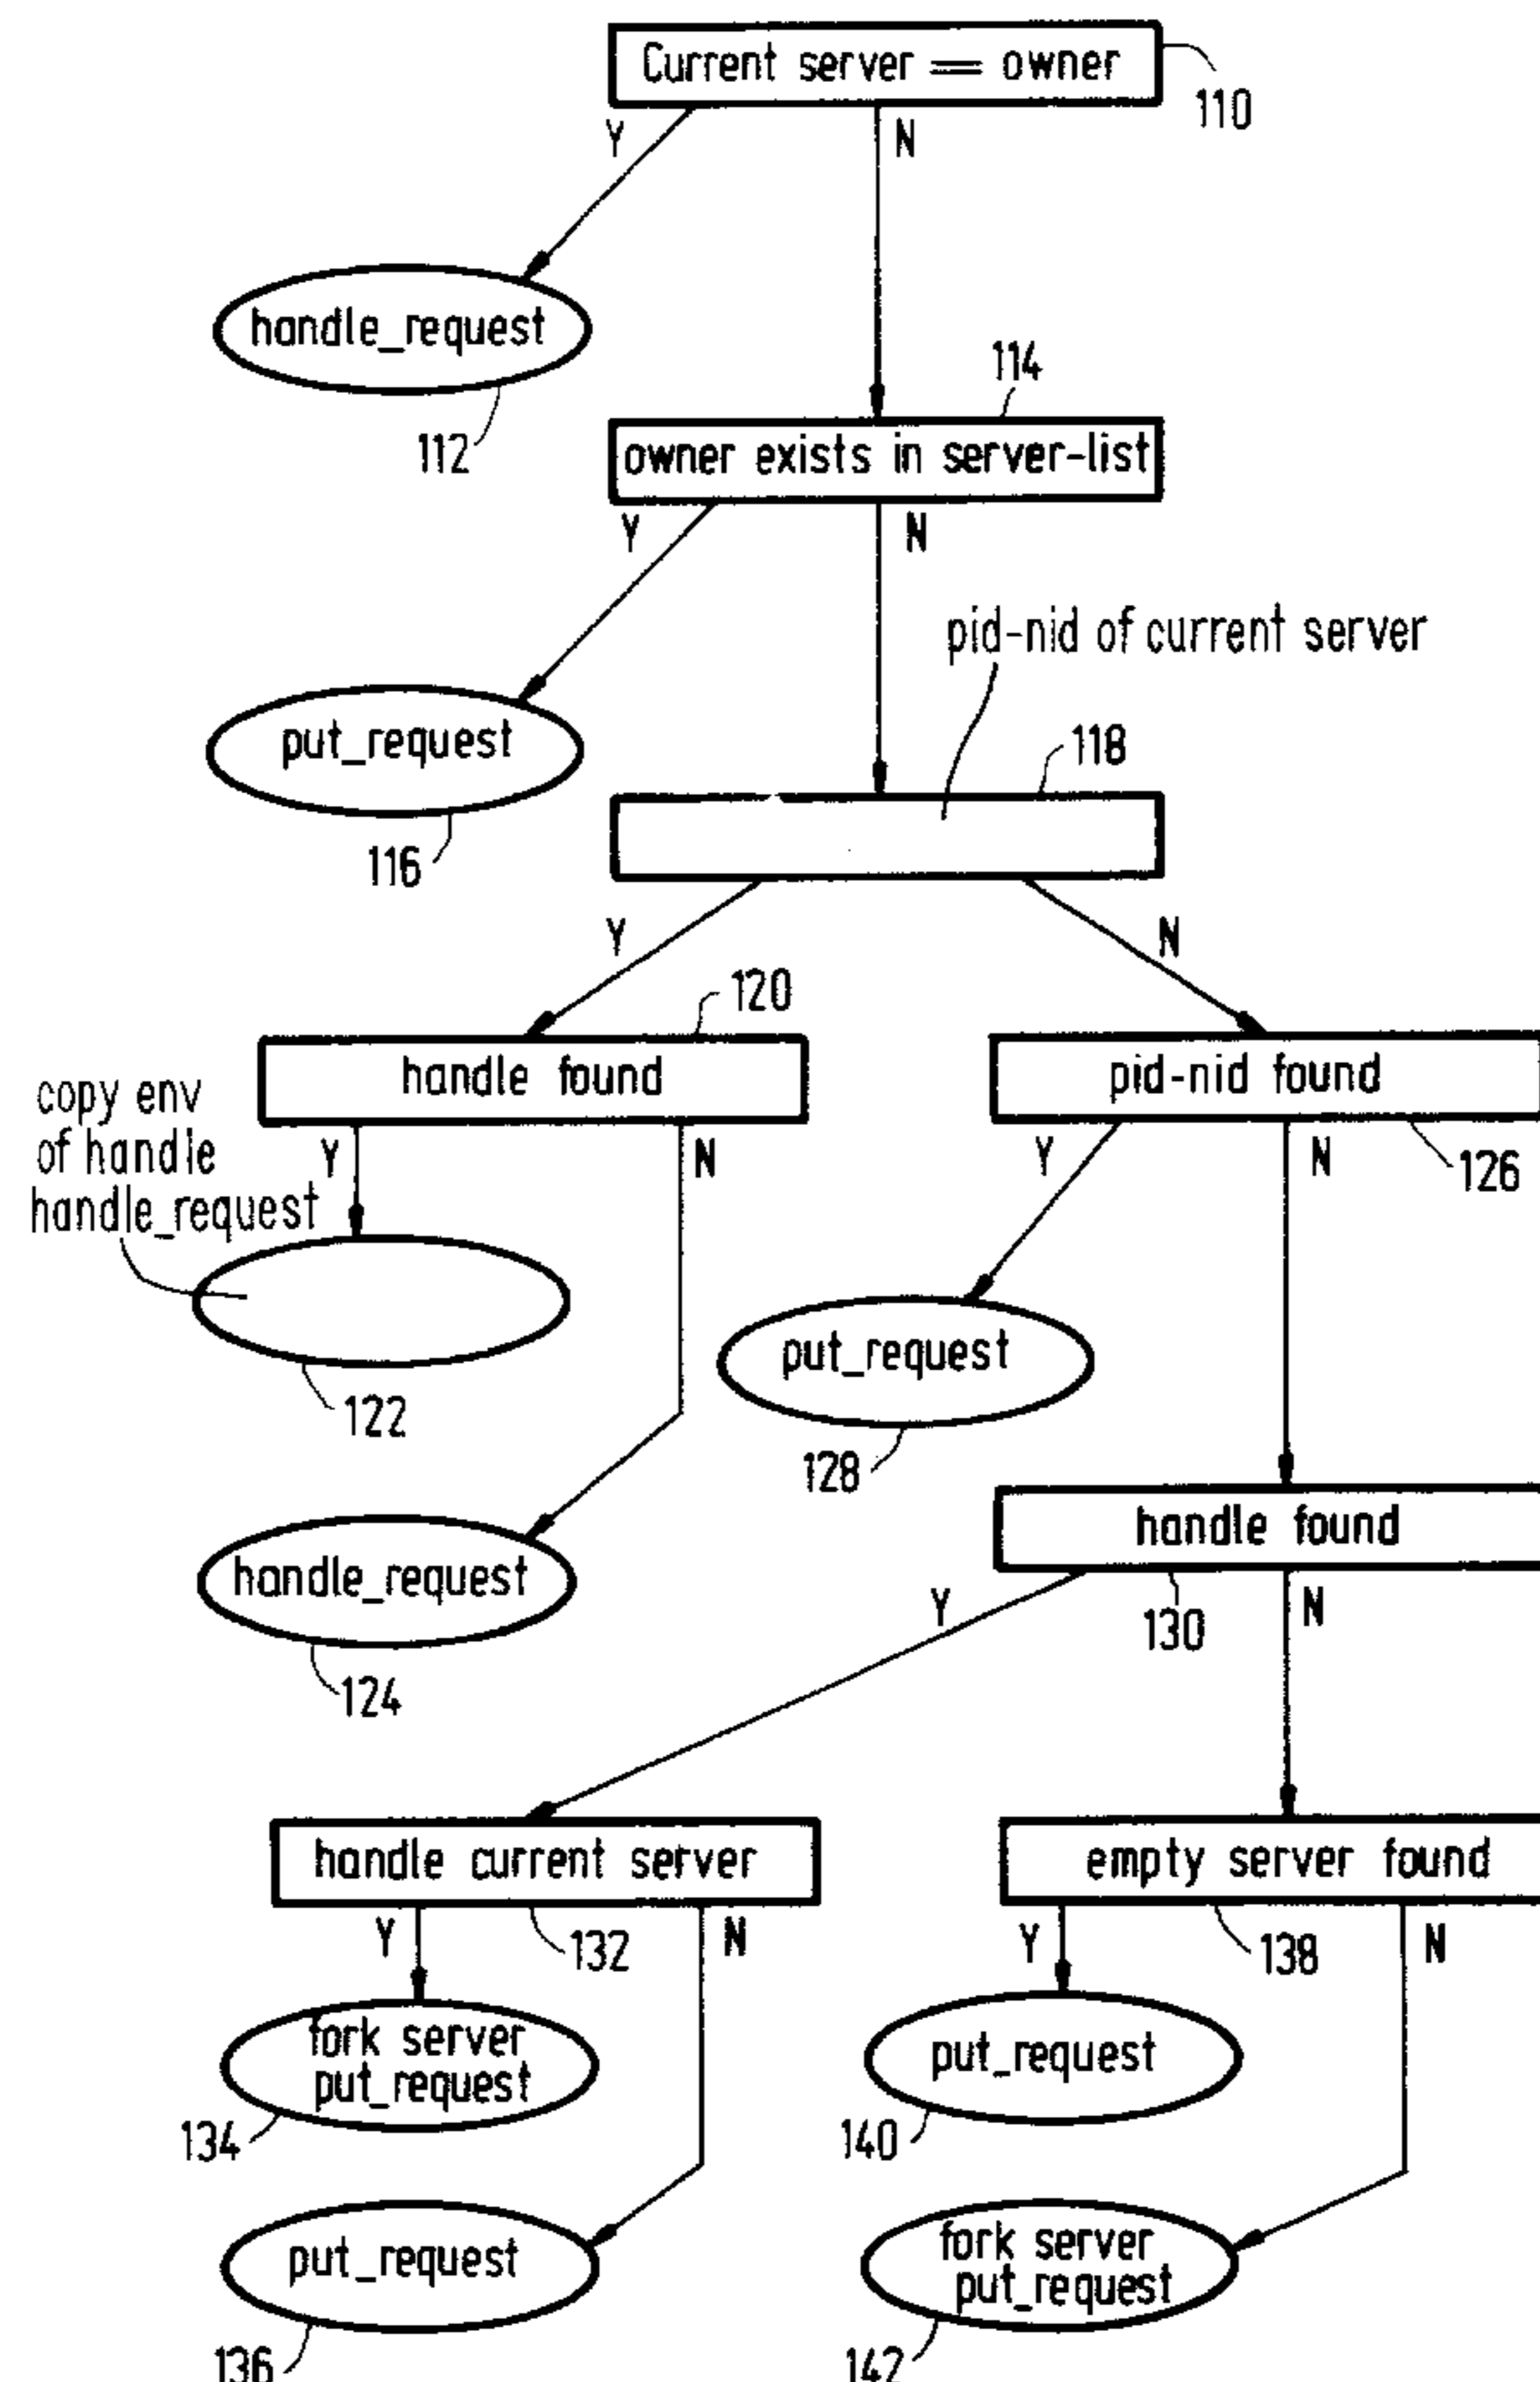 Current server == owner
110
Y
N
handle_request
112
114
owner exists in server-list
Y
N
pid-nid of current server
put_request
116
118
Y
N
120
handle found
pid-nid found
126
copy env
of handle
handle_request
Y
N
Y
N
122
put_request
128
handle found
130
handle_request
124
Y
N
handle current server
132
empty server found
138
Y
N
Y
N
fork server
put_request
134
put_request
140
put_request
136
fork server
put_request
142